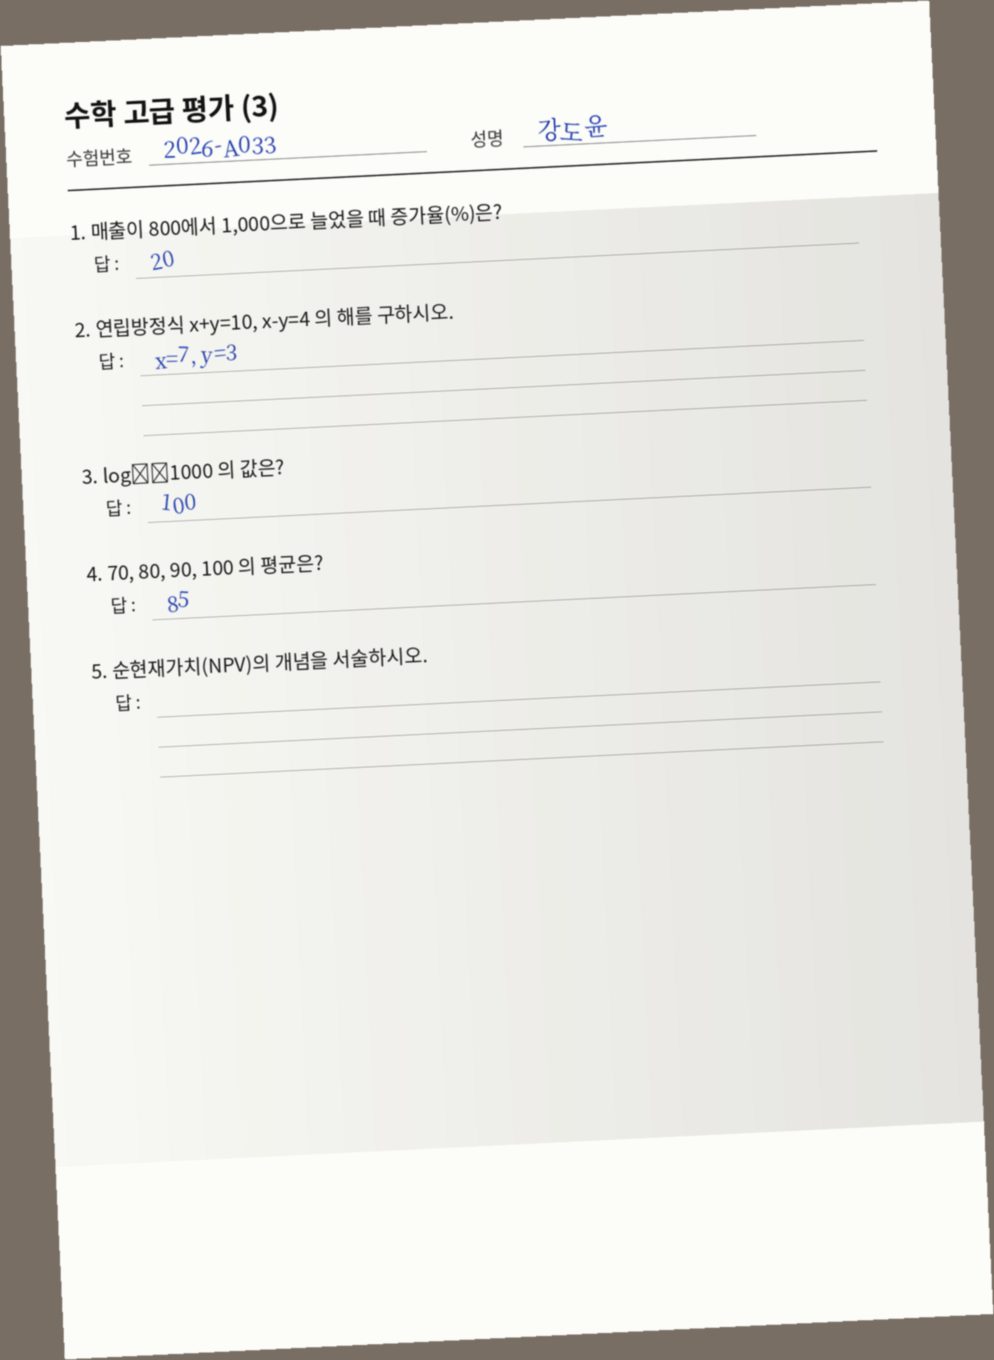 수학 고급 평가 (3)
수험번호 2026-A033 성명 강도윤
1. 매출이 800에서 1,000으로 늘었을 때 증가율(%)은?
답 : 20
2. 연립방정식 x+y=10, x-y=4 의 해를 구하시오.
답 : x=7, y=3
3. log☒☒1000 의 값은?
답 : 100
4. 70, 80, 90, 100 의 평균은?
답 : 85
5. 순현재가치(NPV)의 개념을 서술하시오.
답 :